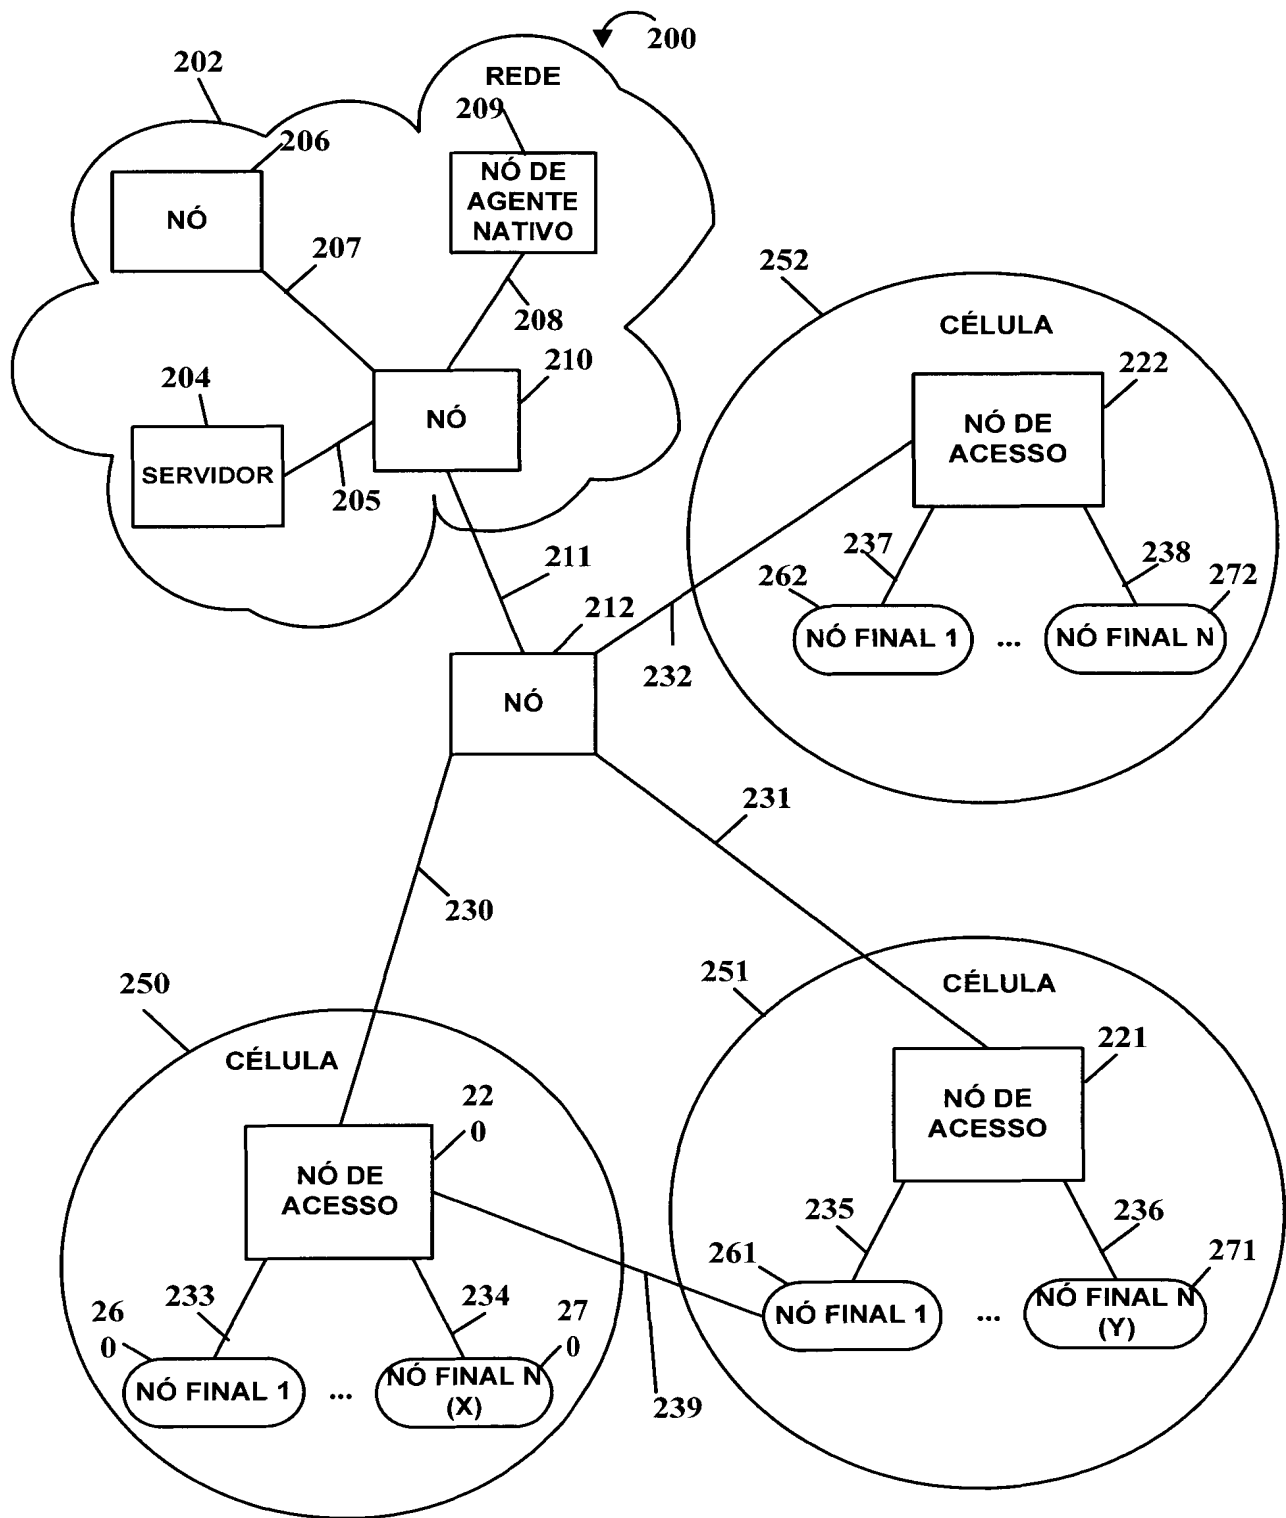 200
202
REDE
209
206
NÓ DE
AGENTE
NATIVO
NÓ
207
208
252
CÉLULA
204
210
222
NÓ
NÓ DE
ACESSO
SERVIDOR
205
211
237
238
262
272
212
NÓ FINAL 1 ... NÓ FINAL N
232
NÓ
231
230
250
251
CÉLULA
CÉLULA
221
22
0
NÓ DE
ACESSO
NÓ DE
ACESSO
235
236
261
271
26
0
233
234
27
0
NÓ FINAL 1 ... NÓ FINAL N
(Y)
NÓ FINAL 1 ... NÓ FINAL N
(X)
239